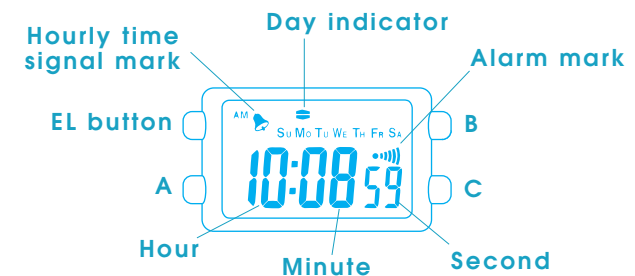 Day indicator
Hourly time
signal mark
Alarm mark
EL button
AM
SU MO TU WE TH FR SA
B
10:08 59
A
C
Hour
Minute
Second